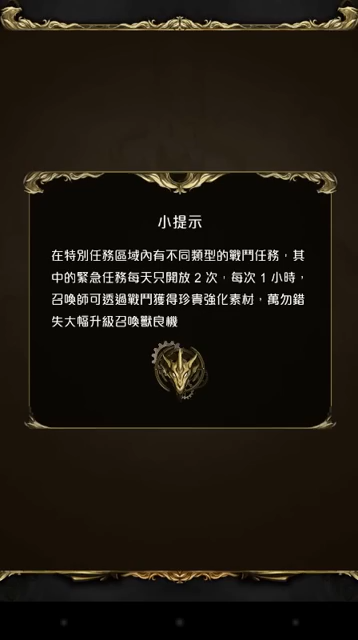 小提示
在特別任務區域內有不同類型的戰鬥任務，其
中的緊急任務每天只開放 2 次，每次 1 小時，
召喚師可透過戰鬥獲得珍貴強化素材，萬勿錯
失大幅升級召喚獸良機